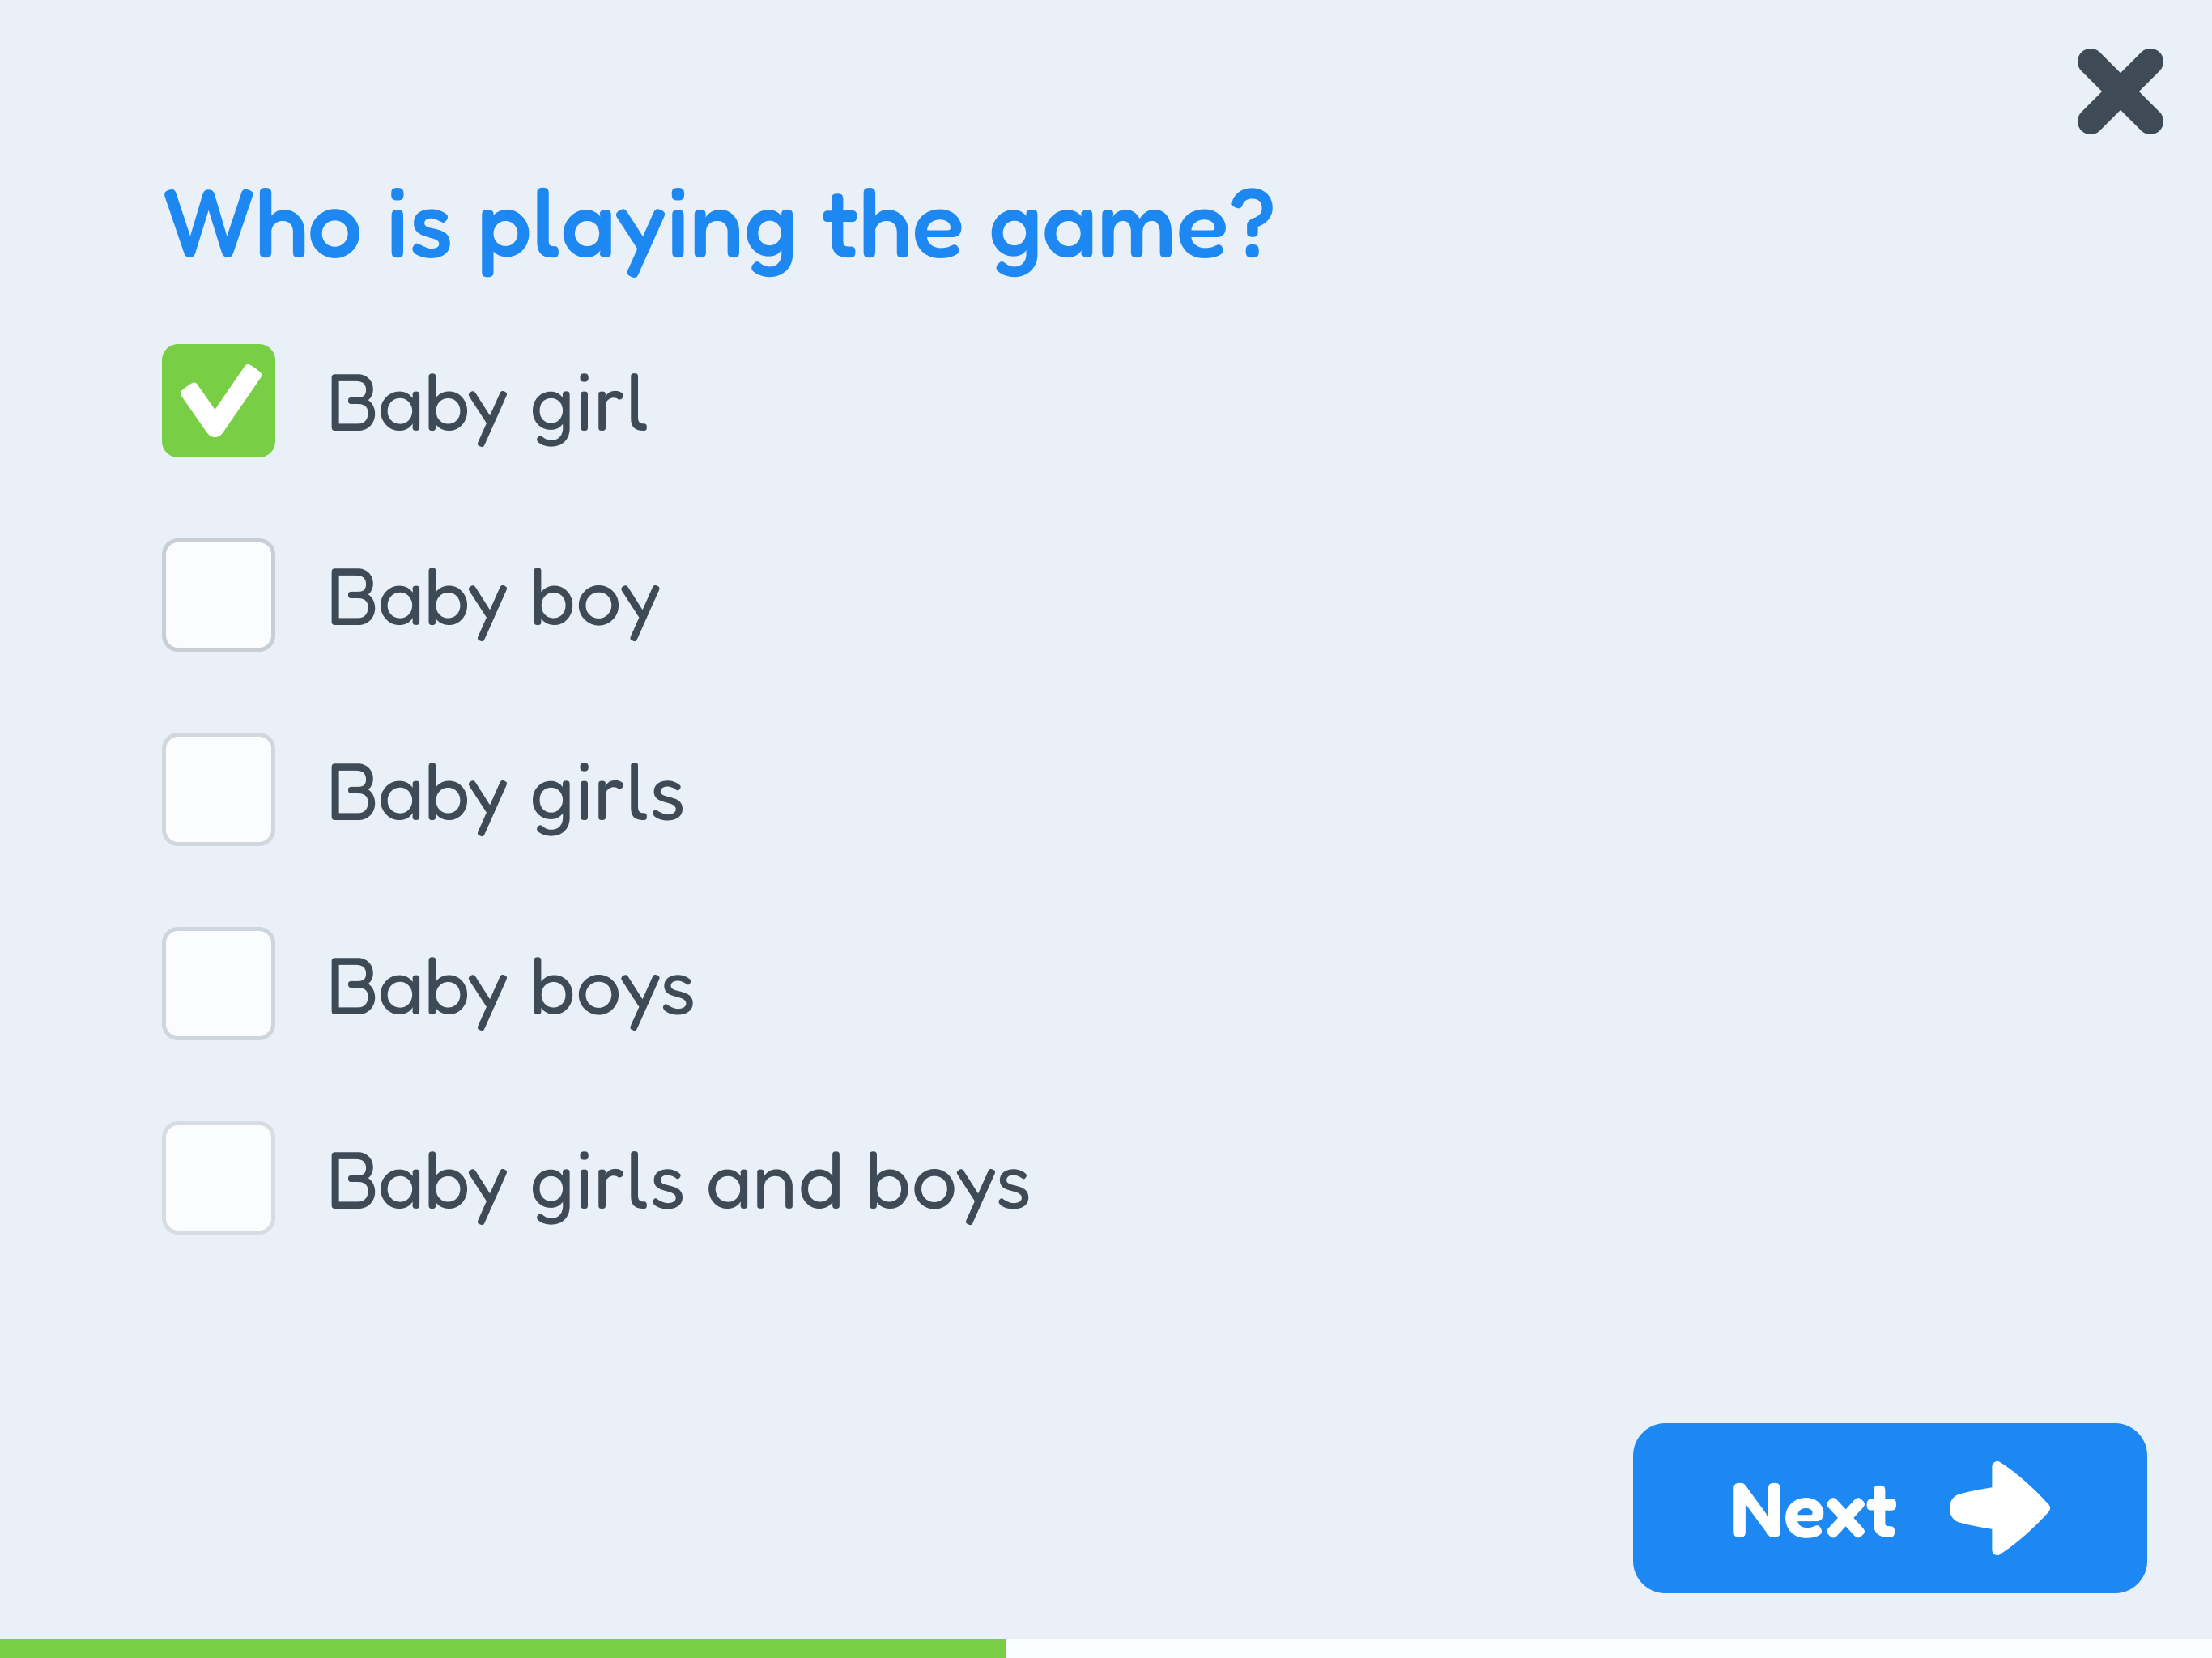 Who is playing the game?
Baby girl
Baby boy
Baby girls
Baby boys
Baby girls and boys
Next